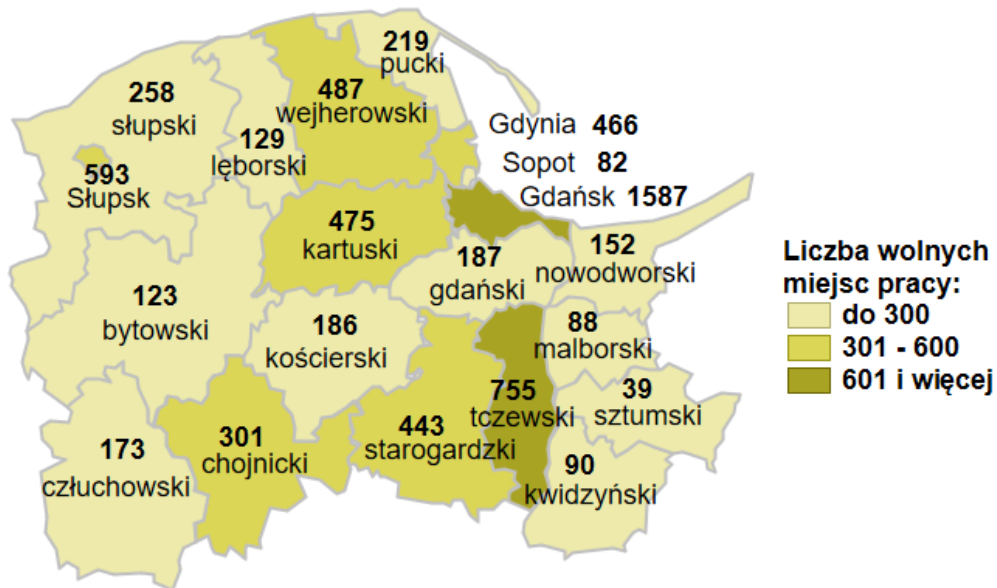 219
pucki
258
słupski
487
wejherowski
Gdynia 466
129
lęborski
Sopot 82
593
Słupsk
Gdańsk 1587
475
kartuski
187
gdański
152
nowodworski
123
bytowski
186
kościerski
88
malborski
755
tczewski
39
sztumski
173
człuchowski
301
chojnicki
443
starogardzki
90
kwidzyński
Liczba wolnych
miejsc pracy:
do 300
301 - 600
601 i więcej